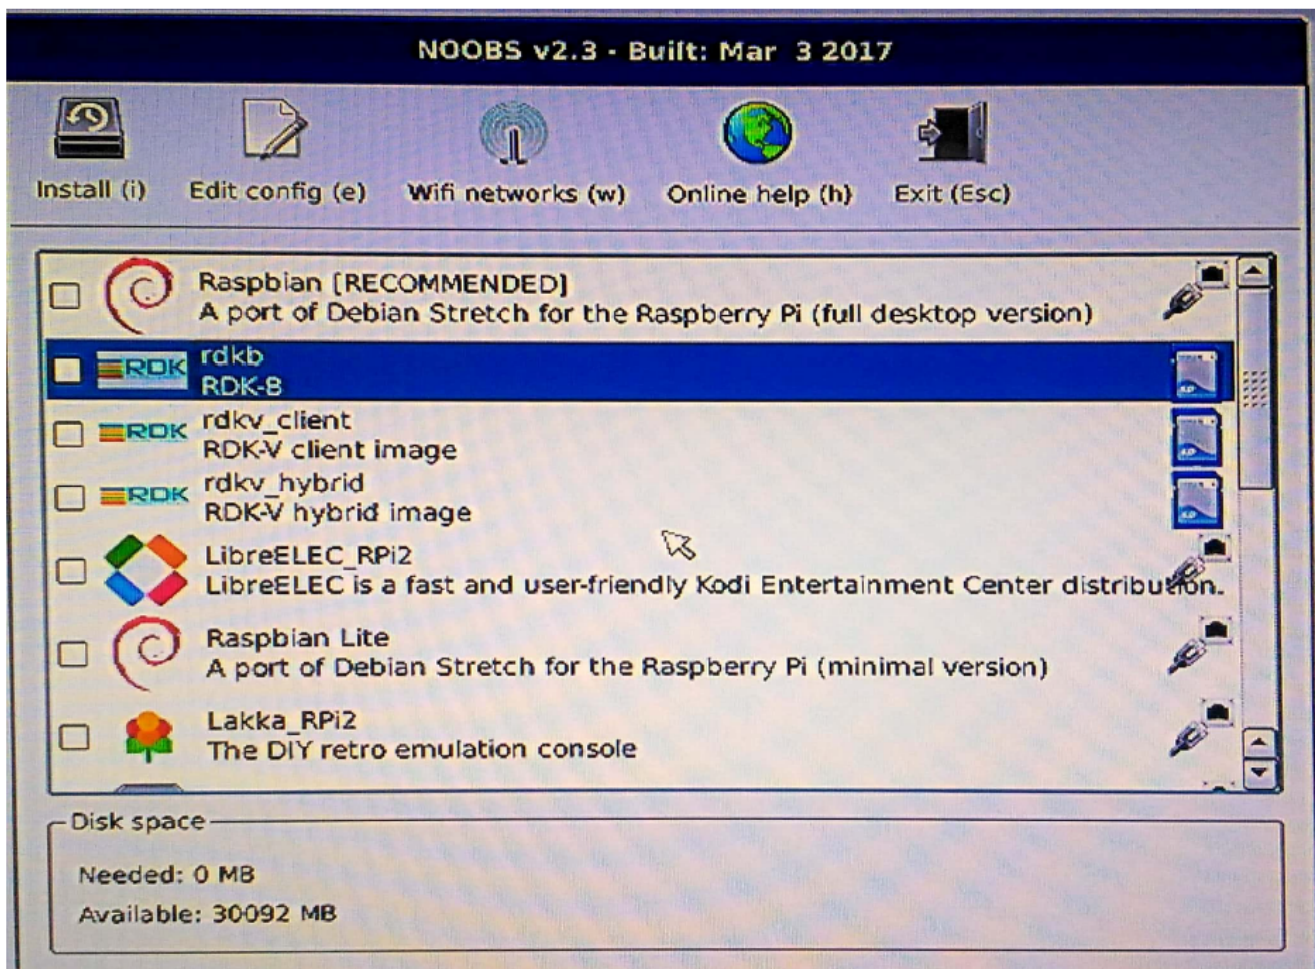 NOOBS v2.3 - Built: Mar 3 2017
Install (i)
Edit config (e)
Wifi networks (w)
Online help (h)
Exit (Esc)
Raspbian [RECOMMENDED]
A port of Debian Stretch for the Raspberry Pi (full desktop version)
RDK
rdkb
RDK-B
RDK
rdkv_client
RDK-V client image
RDK
rdkv_hybrid
RDK-V hybrid image
LibreELEC_RPi2
LibreELEC is a fast and user-friendly Kodi Entertainment Center distribution.
Raspbian Lite
A port of Debian Stretch for the Raspberry Pi (minimal version)
Lakka_RPi2
The DIY retro emulation console
Disk space
Needed: 0 MB
Available: 30092 MB